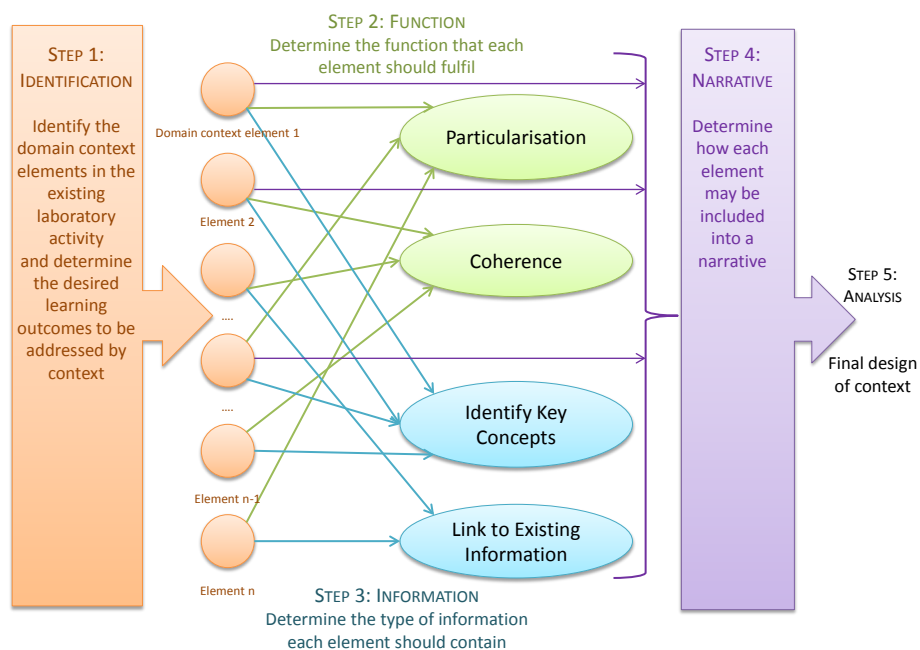 STEP 1:
IDENTIFICATION
Identify the
domain context
elements in the
existing
laboratory
activity
and determine
the desired
learning
outcomes to be
addressed by
context
STEP 2: FUNCTION
Determine the function that each
element should fulfil
Domain context element 1
Element 2
....
....
Element n-1
Element n
Particularisation
Coherence
Identify Key
Concepts
Link to Existing
Information
STEP 3: INFORMATION
Determine the type of information
each element should contain
STEP 4:
NARRATIVE
Determine
how each
element
may be
included
into a
narrative
STEP 5:
ANALYSIS
Final design
of context